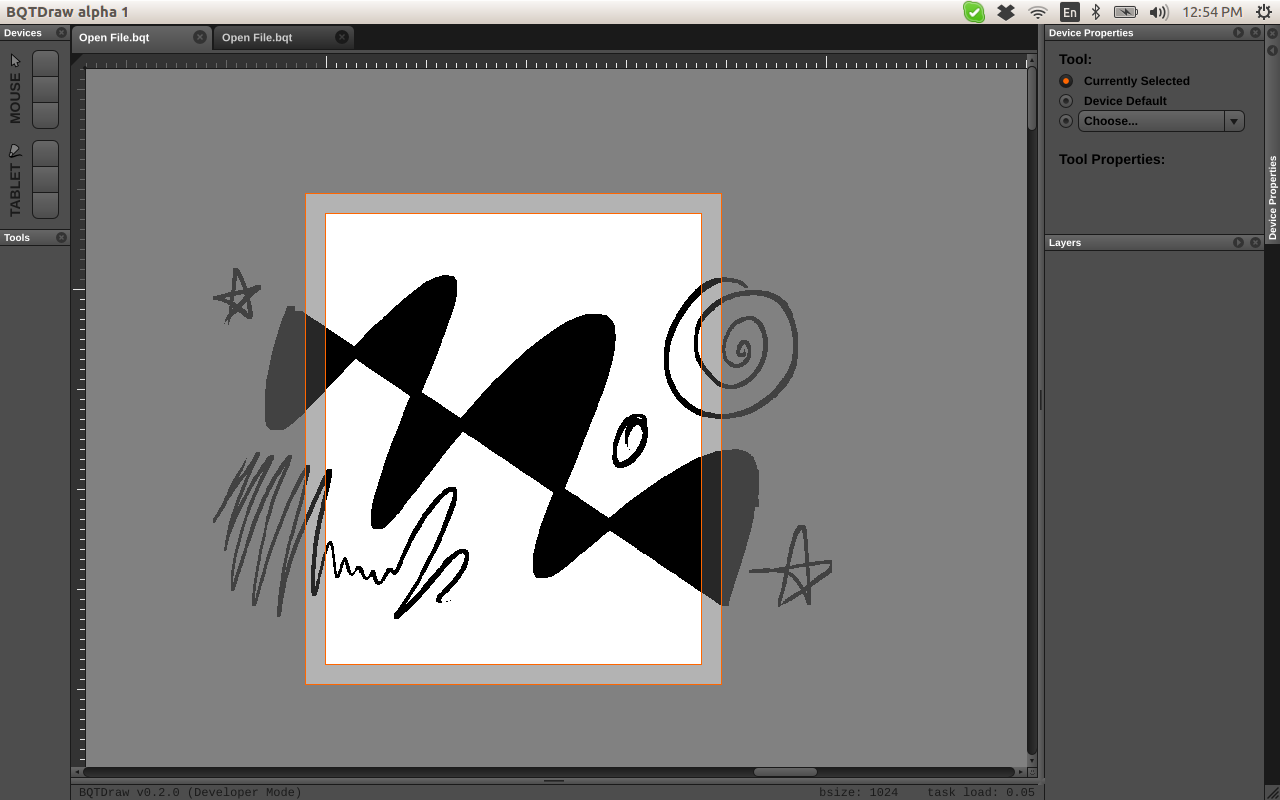 BQTDraw alpha 1
En
12:54 PM
Devices
MOUSE
TABLET
Tools
Open File.bqt
Open File.bqt
Device Properties
Tool:
Currently Selected
Device Default
Choose...
Tool Properties:
Device Properties
Layers
BQTDraw v0.2.0 (Developer Mode)
bsize: 1024 task load: 0.05